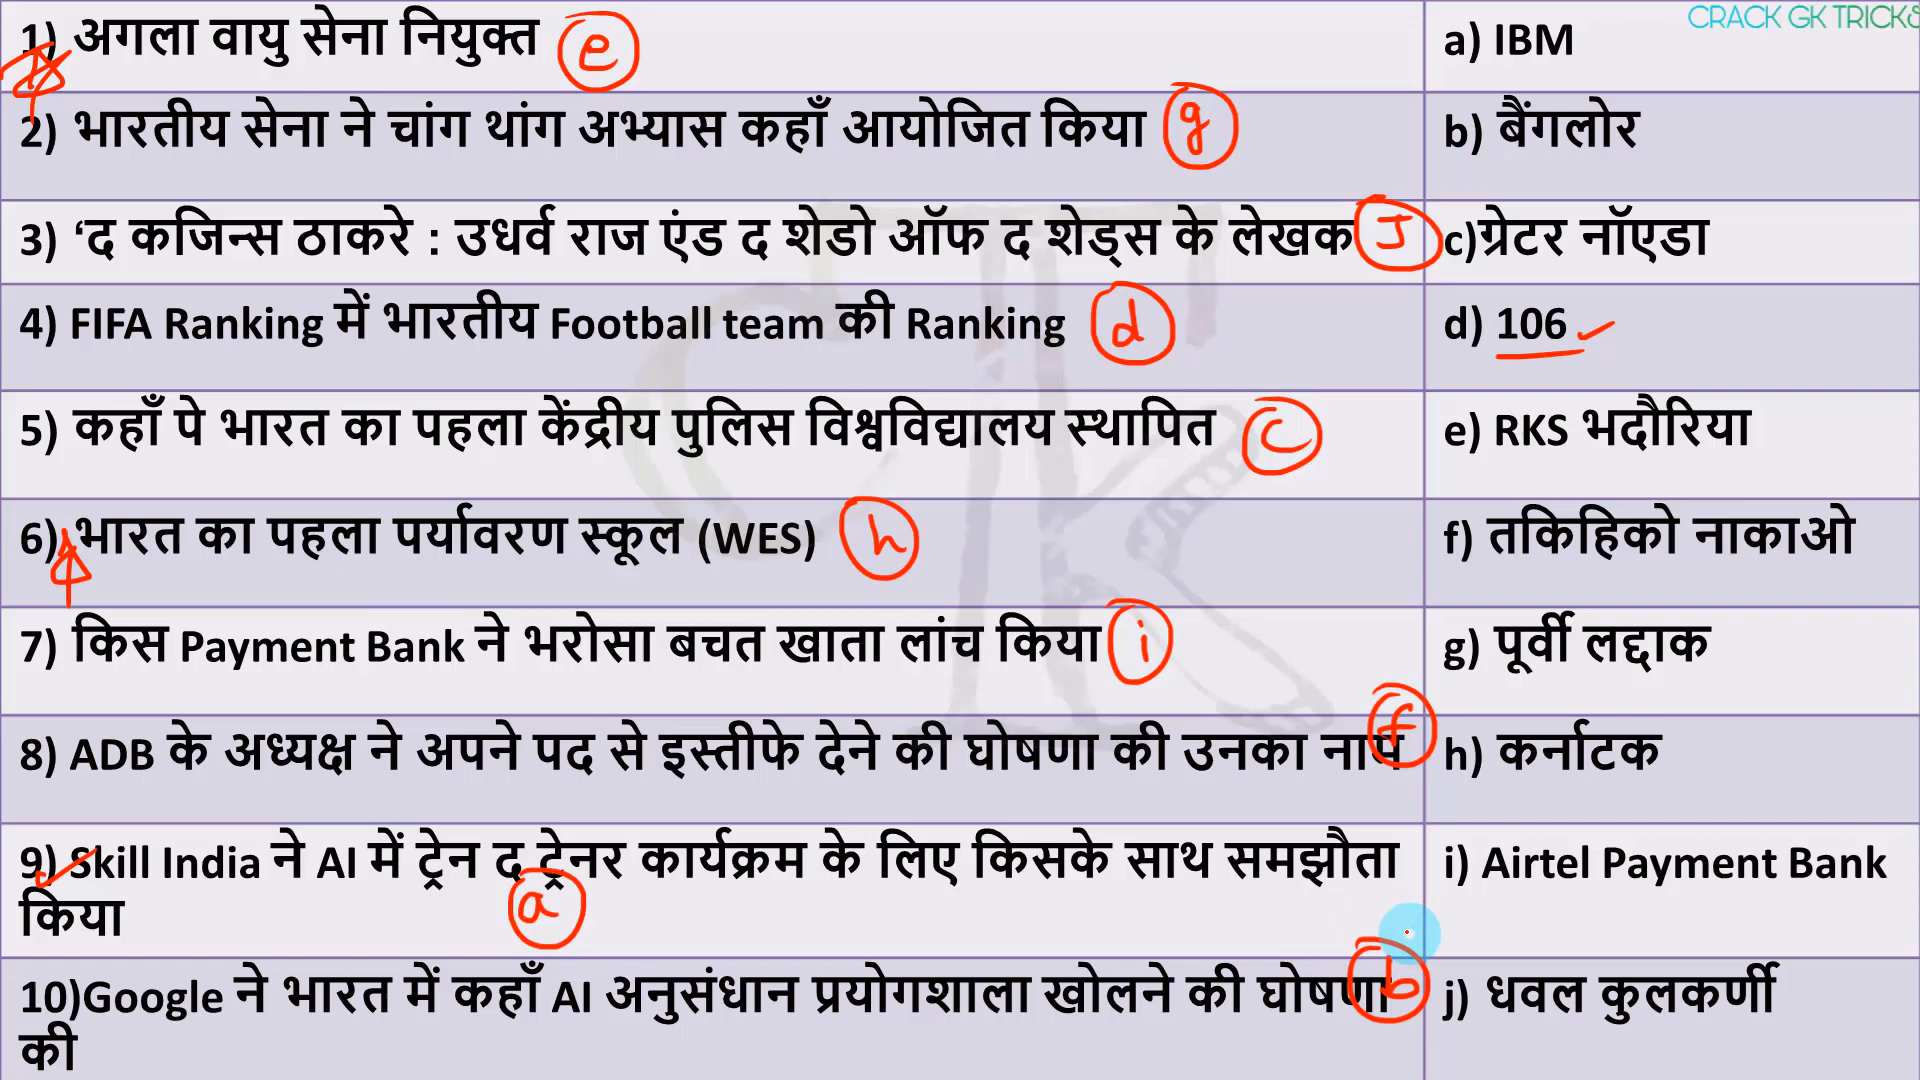 CRACK GK TRICKS
1) अगला वायु सेना नियुक्त e
a) IBM
2) भारतीय सेना ने चांग थांग अभ्यास कहाँ आयोजित किया g
b) बैंगलोर
3) ‘द कजिन्स ठाकरे : उधर्व राज एंड द शेडो ऑफ द शेड्स के लेखक J
c)ग्रेटर नॉएडा
4) FIFA Ranking में भारतीय Football team की Ranking d
d) 106
5) कहाँ पे भारत का पहला केंद्रीय पुलिस विश्वविद्यालय स्थापित c
e) RKS भदौरिया
6) भारत का पहला पर्यावरण स्कूल (WES) h
f) तकिहिको नाकाओ
7) किस Payment Bank ने भरोसा बचत खाता लांच किया i
g) पूर्वी लद्दाक
8) ADB के अध्यक्ष ने अपने पद से इस्तीफे देने की घोषणा की उनका नाम f
h) कर्नाटक
9) Skill India ने AI में ट्रेन द ट्रेनर कार्यक्रम के लिए किसके साथ समझौता
किया a
i) Airtel Payment Bank
10)Google ने भारत में कहाँ AI अनुसंधान प्रयोगशाला खोलने की घोषणा b
की
j) धवल कुलकर्णी